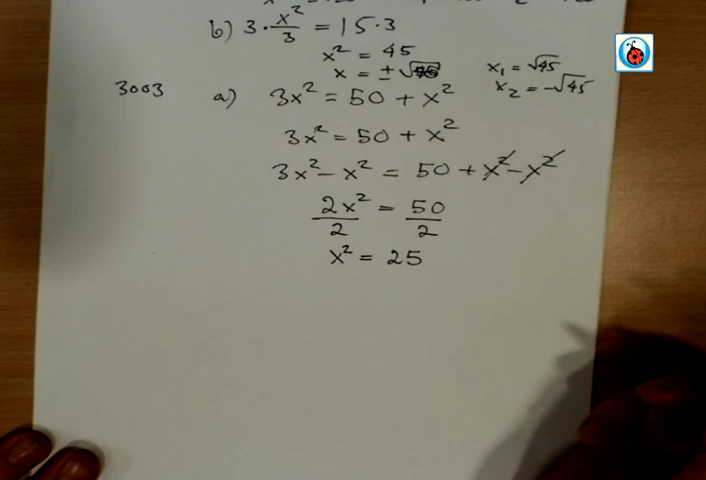 b) 3 · x²/3 = 15 · 3
x² = 45
x = ±√45
x₁ = √45
x₂ = -√45
3003 a) 3x² = 50 + x²
3x² = 50 + x²
3x² - x² = 50 + x² - x²
2x²/2 = 50/2
x² = 25